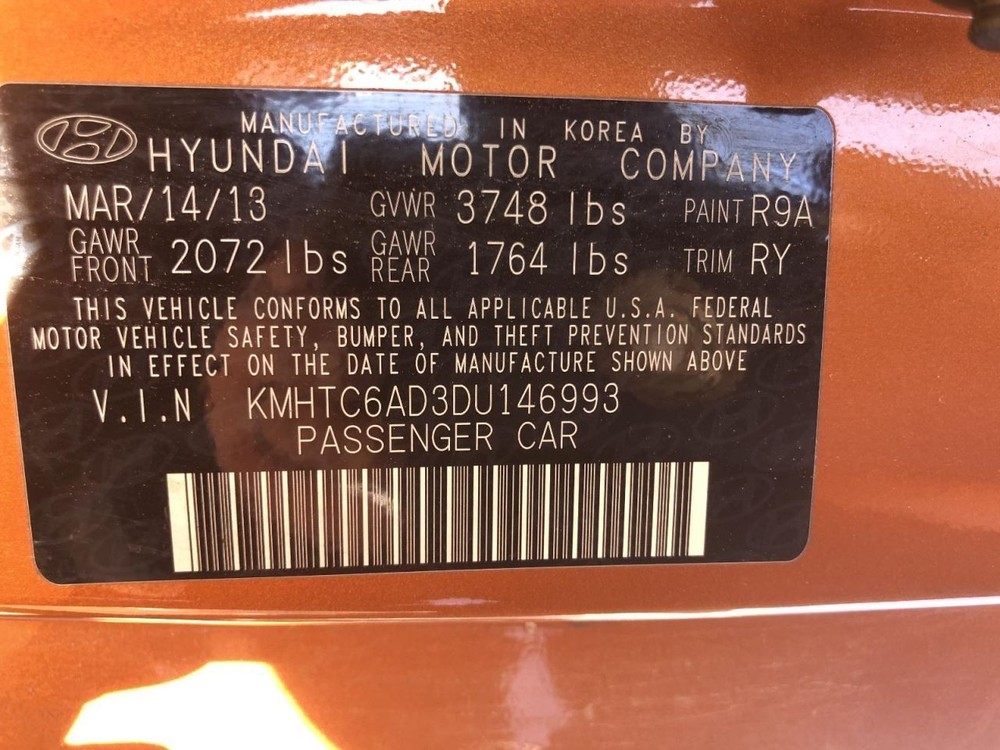 MANUFACTURED IN KOREA BY
HYUNDAI MOTOR COMPANY
MAR/14/13 GVWR 3748 lbs PAINT R9A
GAWR FRONT 2072 lbs GAWR REAR 1764 lbs TRIM RY
THIS VEHICLE CONFORMS TO ALL APPLICABLE U.S.A. FEDERAL
MOTOR VEHICLE SAFETY, BUMPER, AND THEFT PREVENTION STANDARDS
IN EFFECT ON THE DATE OF MANUFACTURE SHOWN ABOVE
V.I.N KMHTC6AD3DU146993
PASSENGER CAR